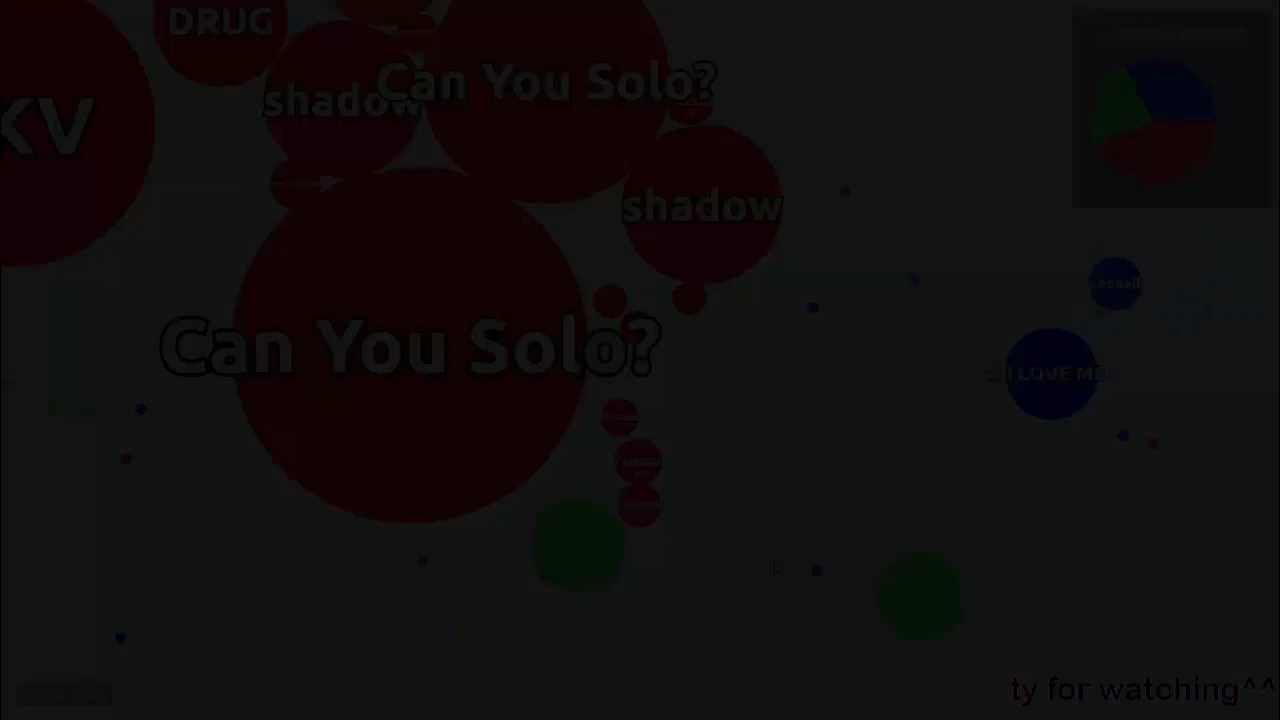 DRUG
Can You Solo?
shadow
KV
shadow
Can You Solo?
I LOVE M
ty for watching^^